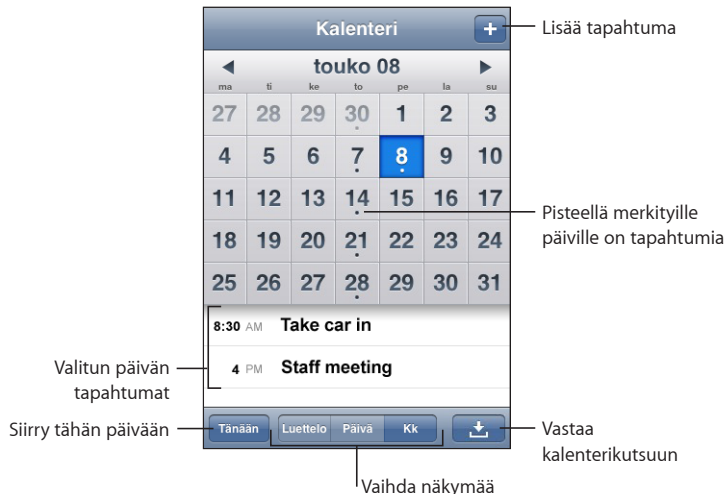 Kalenteri
Lisää tapahtuma
touko 08
ma ti ke to pe la su
27 28 29 30 1 2 3
4 5 6 7 8 9 10
11 12 13 14 15 16 17
Pisteellä merkityille
päiville on tapahtumia
18 19 20 21 22 23 24
25 26 27 28 29 30 31
8:30 AM Take car in
4 PM Staff meeting
Valitun päivän
tapahtumat
Siirry tähän päivään
Tänään Luettelo Päivä Kk
Vastaa
kalenterikutsuun
Vaihda näkymää